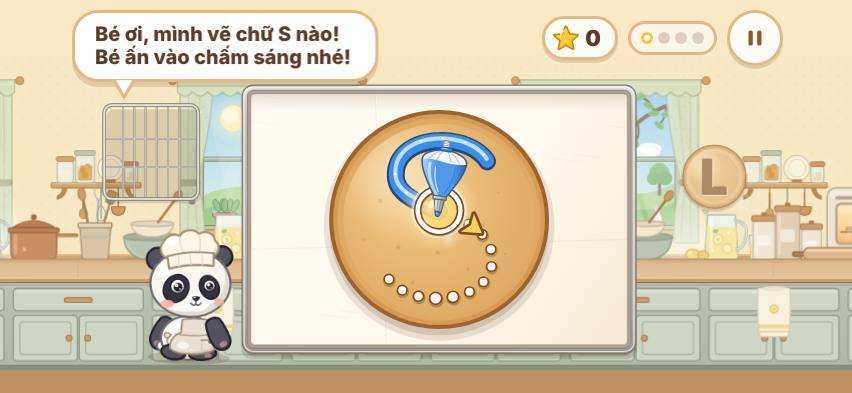 Bé ơi, mình vẽ chữ S nào!
Bé ấn vào chấm sáng nhé!
0
L